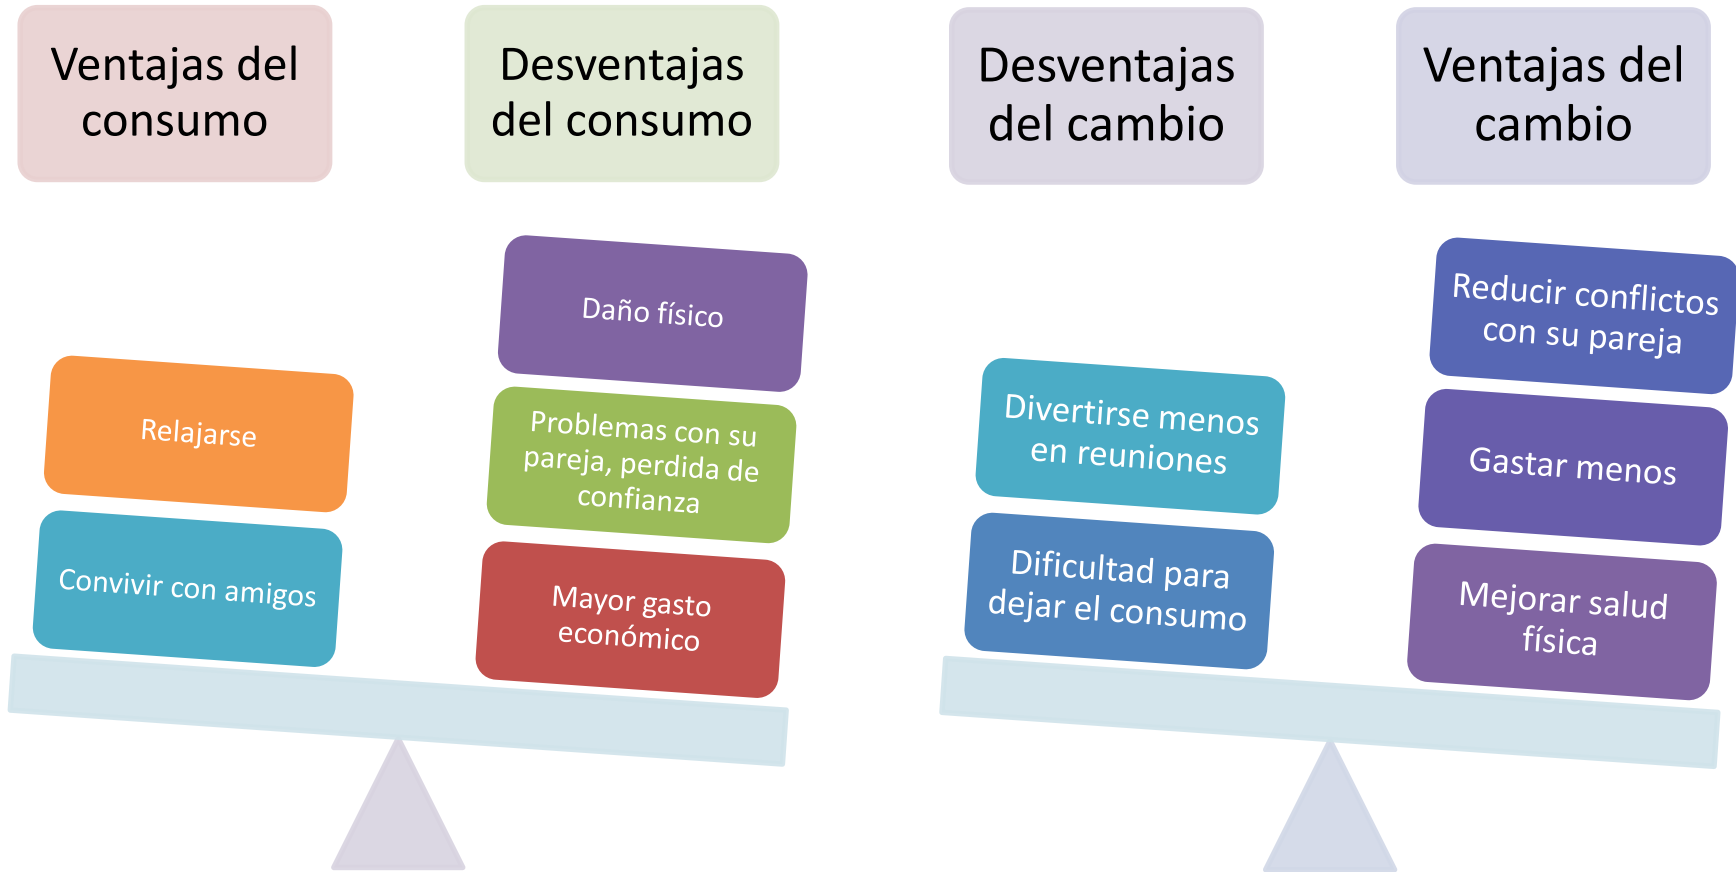 Ventajas del
consumo
Desventajas
del consumo
Daño físico
Relajarse
Problemas con su
pareja, perdida de
confianza
Convivir con amigos
Mayor gasto
económico
Desventajas
del cambio
Ventajas del
cambio
Reducir conflictos
con su pareja
Divertirse menos
en reuniones
Gastar menos
Dificultad para
dejar el consumo
Mejorar salud
física